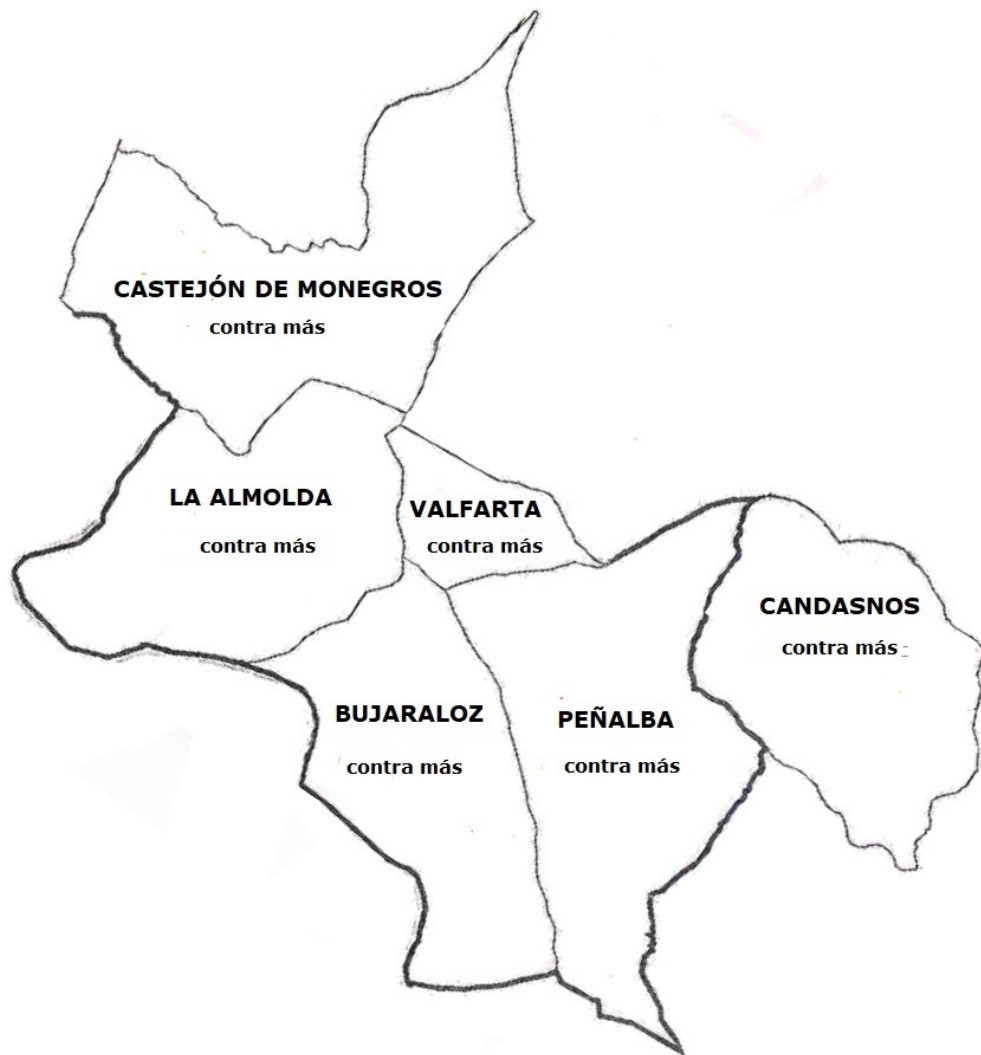 CASTEJÓN DE MONEGROS
contra más
LA ALMOLDA
contra más
VALFARTA
contra más
CANDASNOS
contra más
BUJARALOZ
contra más
PEÑALBA
contra más